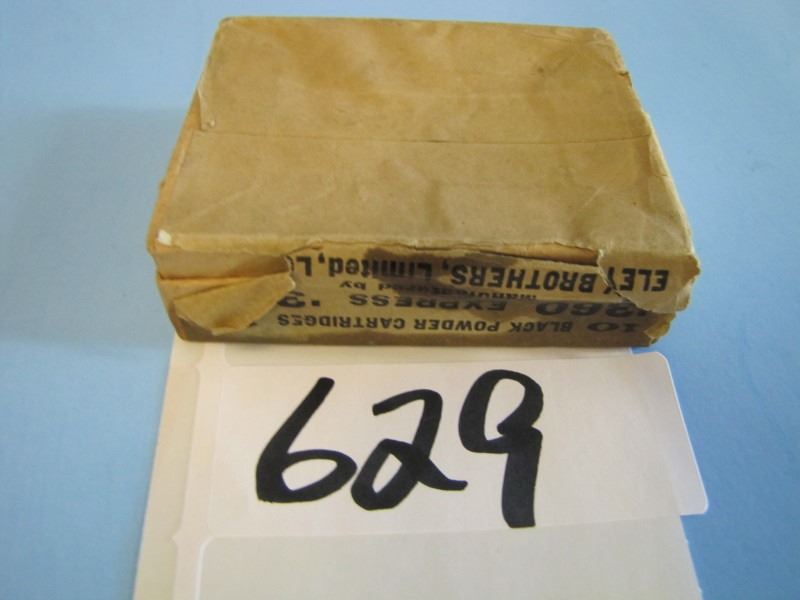 10 BLACK POWDER CARTRIDGES
.360 EXPRESS
Manufactured by
ELEY BROTHERS, Limited,
629